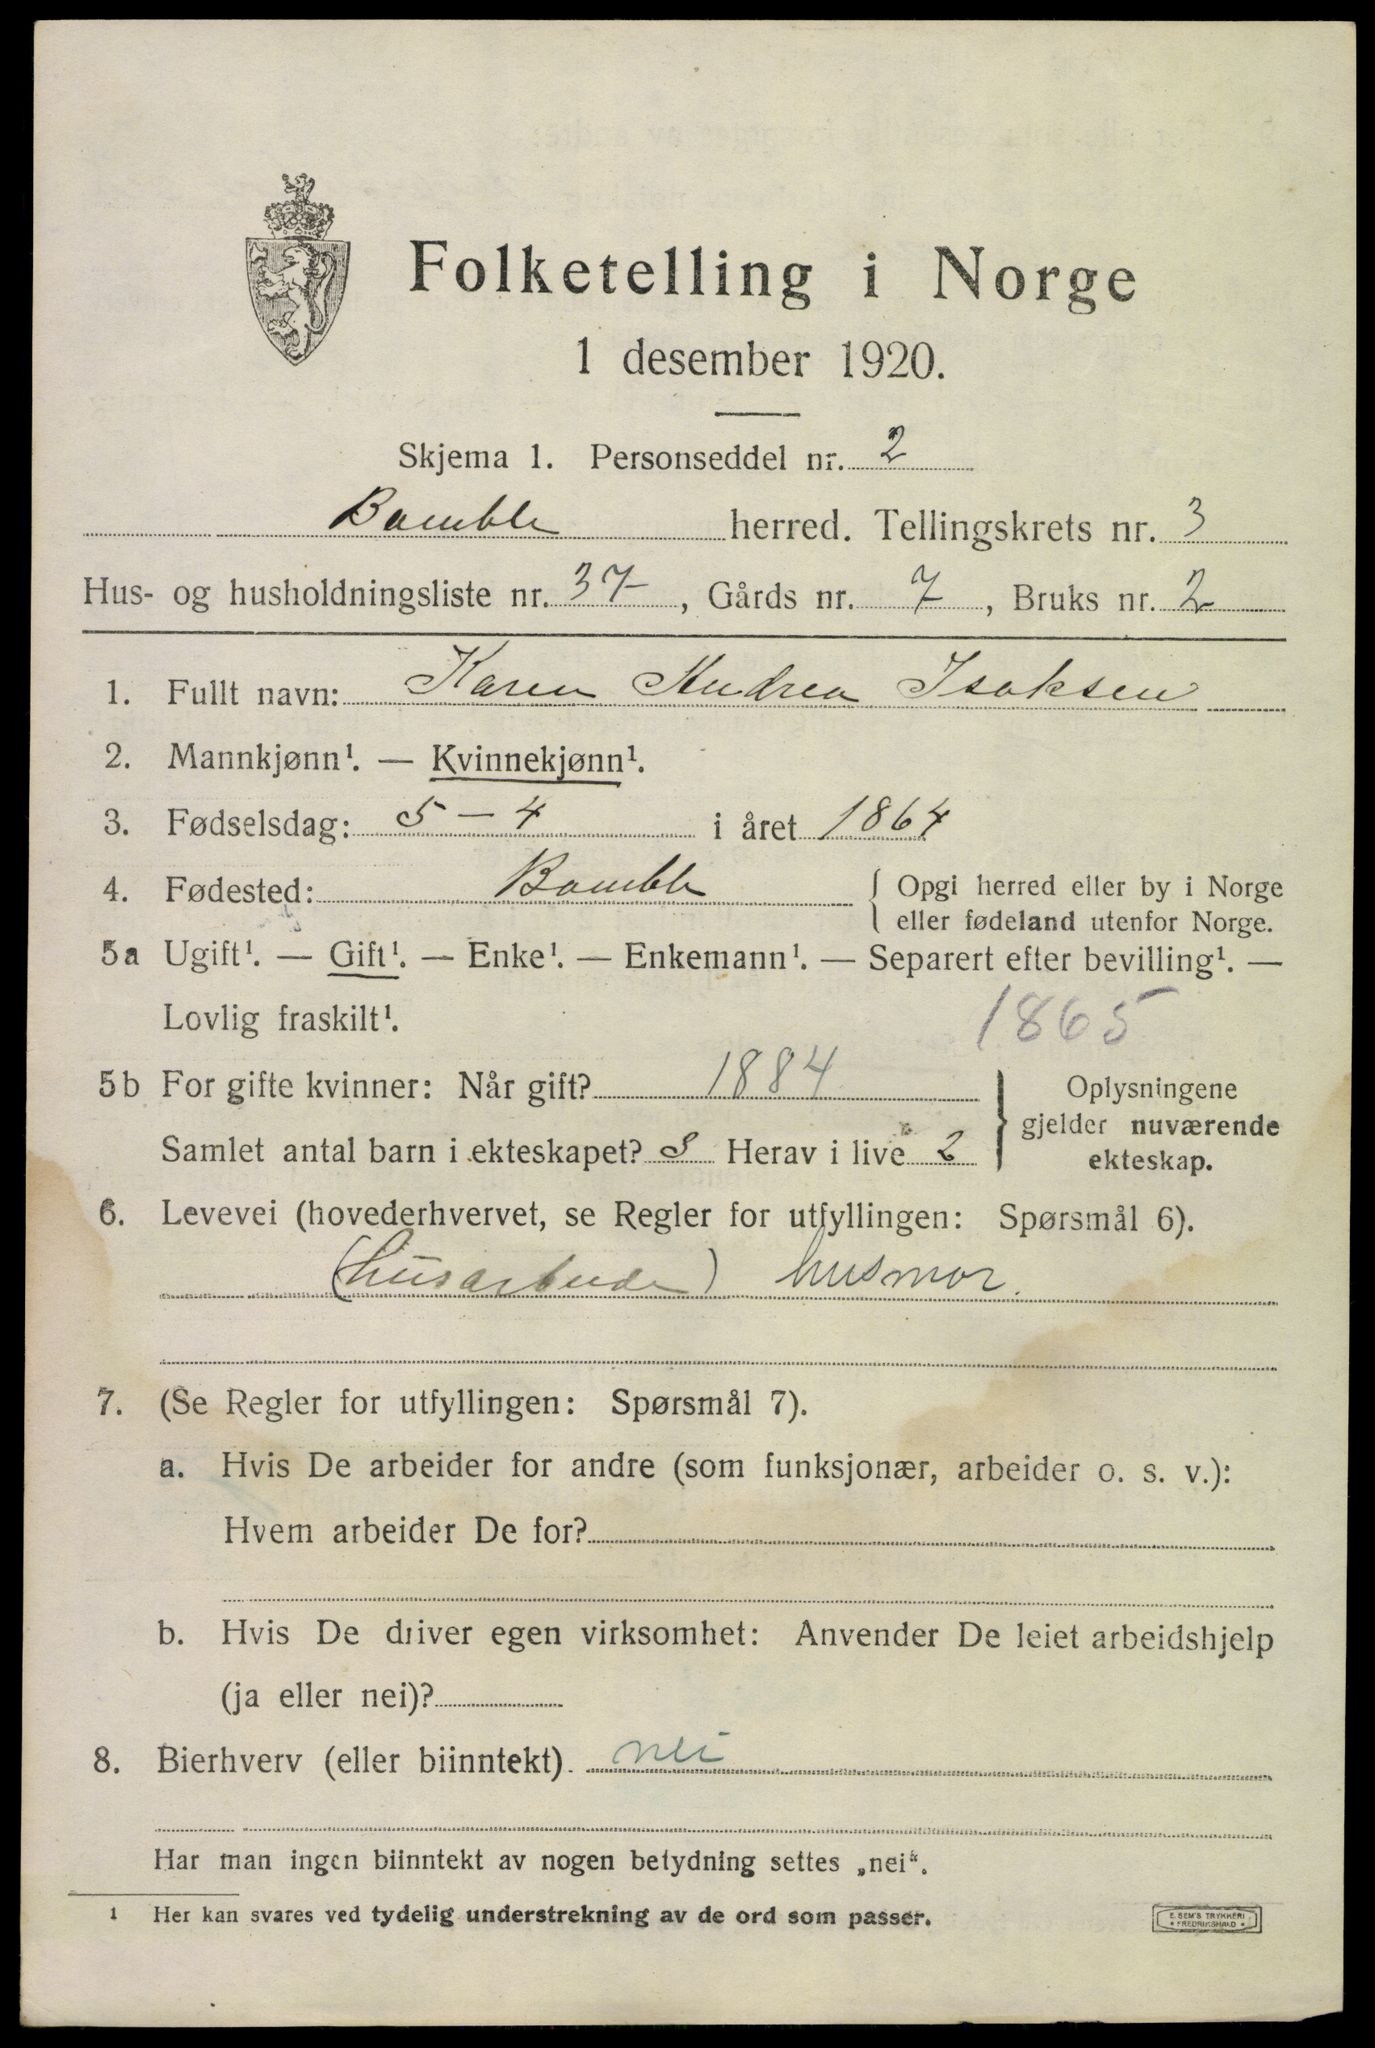 Folketelling i Norge
1 desember 1920.
Skjema 1. Personseddel nr. 2
Bamble herred. Tellingskrets nr. 3
Hus- og husholdningsliste nr. 37, Gårds nr. 7, Bruks nr. 2
1. Fullt navn: Karen Andrea Isaksen
2. Mannkjønn¹. — Kvinnekjønn¹.
3. Fødselsdag: 5 - 4 i året 1864
4. Fødested: Bamble { Opgi herred eller by i Norge
eller fødeland utenfor Norge.
5a Ugift¹. — Gift¹. — Enke¹. — Enkemann¹. — Separert efter bevilling¹. —
Lovlig fraskilt¹. 1865
5b For gifte kvinner: Når gift? 1884 } Oplysningene
gjelder nuværende
Samlet antal barn i ekteskapet? 8 Herav i live 2 ekteskap.
6. Levevei (hovederhvervet, se Regler for utfyllingen: Spørsmål 6).
(husarbeide) husmor.
7. (Se Regler for utfyllingen: Spørsmål 7).
a. Hvis De arbeider for andre (som funksjonær, arbeider o. s. v.):
Hvem arbeider De for?
b. Hvis De driver egen virksomhet: Anvender De leiet arbeidshjelp
(ja eller nei)?
8. Bierhverv (eller biinntekt). nei
Har man ingen biinntekt av nogen betydning settes „nei“.
¹ Her kan svares ved tydelig understrekning av de ord som passer.
E. SEM'S TRYKKERI
* FREDRIKSHALD *